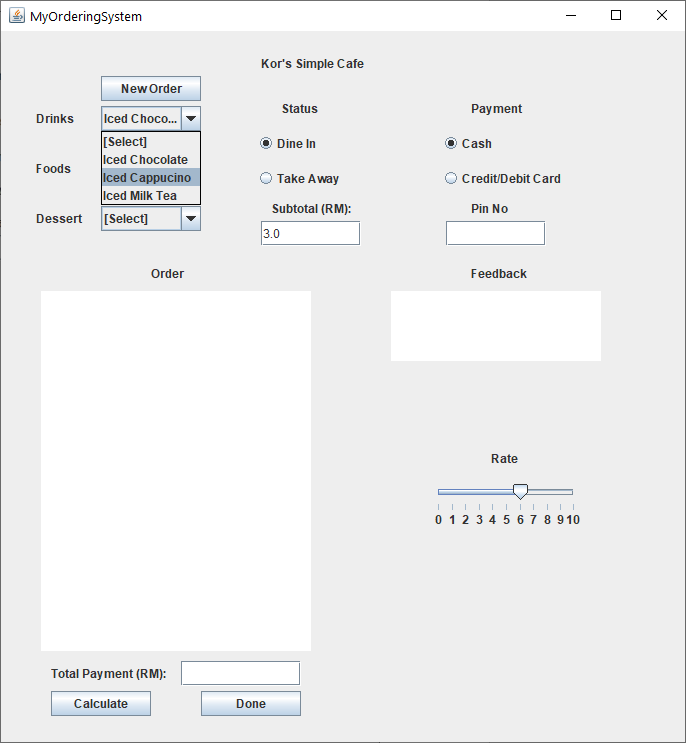 MyOrderingSystem
Kor's Simple Cafe
New Order
Drinks
Iced Choco...
[Select]
Iced Chocolate
Iced Cappucino
Iced Milk Tea
Foods
Dessert
[Select]
Status
Dine In
Take Away
Subtotal (RM):
3.0
Payment
Cash
Credit/Debit Card
Pin No
Order
Feedback
Rate
0 1 2 3 4 5 6 7 8 9 10
Total Payment (RM):
Calculate
Done